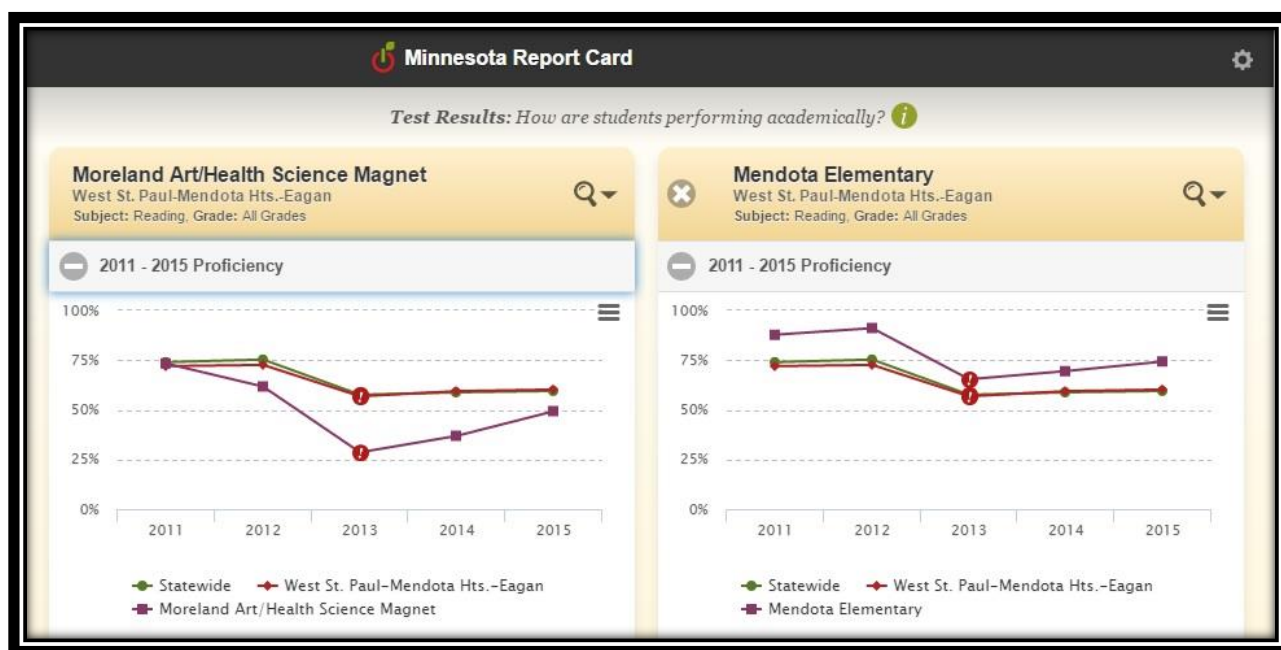 Minnesota Report Card
Test Results: How are students performing academically? i
Moreland Art/Health Science Magnet
West St. Paul-Mendota Hts.-Eagan
Subject: Reading, Grade: All Grades
2011 - 2015 Proficiency
100%
75%
50%
25%
0%
! !
2011 2012 2013 2014 2015
Statewide West St. Paul-Mendota Hts.-Eagan
Moreland Art/Health Science Magnet
Mendota Elementary
West St. Paul-Mendota Hts.-Eagan
Subject: Reading, Grade: All Grades
2011 - 2015 Proficiency
100%
75%
50%
25%
0%
! !
2011 2012 2013 2014 2015
Statewide West St. Paul-Mendota Hts.-Eagan
Mendota Elementary